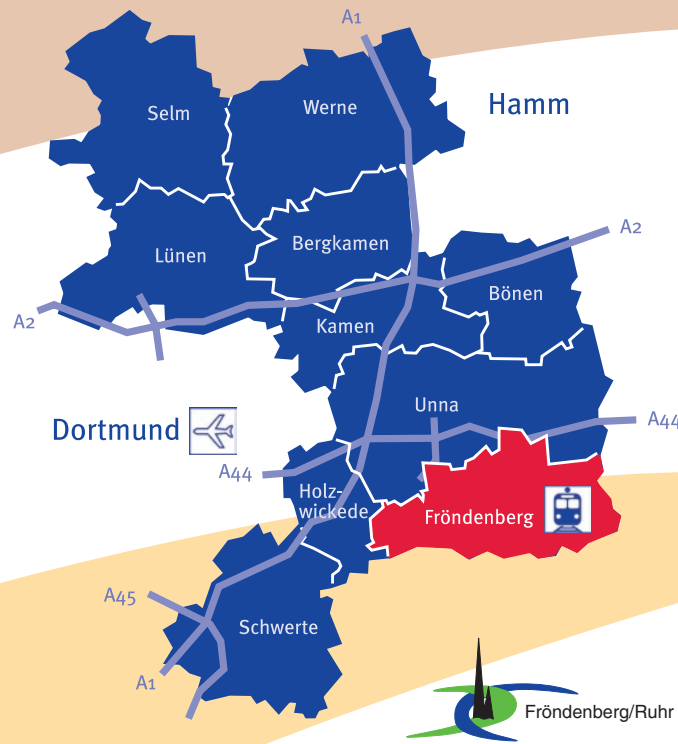 A1
Selm
Werne
Hamm
A2
Lünen
Bergkamen
Bönen
A2
Kamen
Unna
A44
Dortmund
A44
Holz-
wickede
Fröndenberg
A45
Schwerte
A1
Fröndenberg/Ruhr